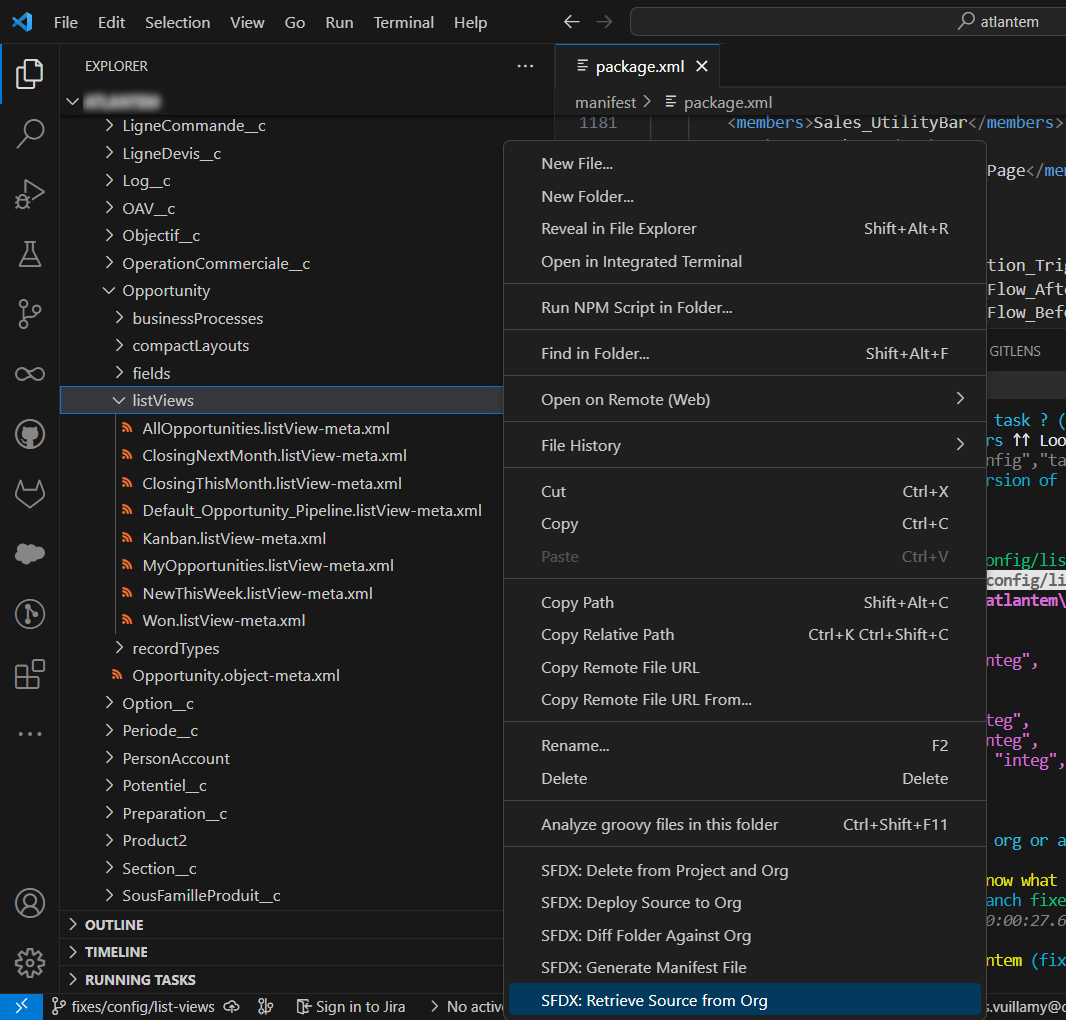 File Edit Selection View Go Run Terminal Help
atlantem
EXPLORER
LigneCommande__c
LigneDevis__c
Log__c
OAV__c
Objectif__c
OperationCommerciale__c
Opportunity
businessProcesses
compactLayouts
fields
listViews
AllOpportunities.listView-meta.xml
ClosingNextMonth.listView-meta.xml
ClosingThisMonth.listView-meta.xml
Default_Opportunity_Pipeline.listView-meta.xml
Kanban.listView-meta.xml
MyOpportunities.listView-meta.xml
NewThisWeek.listView-meta.xml
Won.listView-meta.xml
recordTypes
Opportunity.object-meta.xml
Option__c
Periode__c
PersonAccount
Potentiel__c
Preparation__c
Product2
Section__c
SousFamilleProduit__c
OUTLINE
TIMELINE
RUNNING TASKS
package.xml
manifest > package.xml
1181 <members>Sales_UtilityBar</members>
Page</me
tion_Trig
Flow_Afte
Flow_Bef
GITLENS
task ? (
rs ⇈ Loo
nfig","ta
rsion of
onfig/lis
config/li
atlantem\
nteg",
teg",
nteg",
"integ",
org or a
now what
anch fixe
0:00:27.6
ntem (fix
New File...
New Folder...
Reveal in File Explorer Shift+Alt+R
Open in Integrated Terminal
Run NPM Script in Folder...
Find in Folder... Shift+Alt+F
Open on Remote (Web)
File History
Cut Ctrl+X
Copy Ctrl+C
Paste Ctrl+V
Copy Path Shift+Alt+C
Copy Relative Path Ctrl+K Ctrl+Shift+C
Copy Remote File URL
Copy Remote File URL From...
Rename... F2
Delete Delete
Analyze groovy files in this folder Ctrl+Shift+F11
SFDX: Delete from Project and Org
SFDX: Deploy Source to Org
SFDX: Diff Folder Against Org
SFDX: Generate Manifest File
SFDX: Retrieve Source from Org
fixes/config/list-views Sign in to Jira > No active s.vuillamy@c